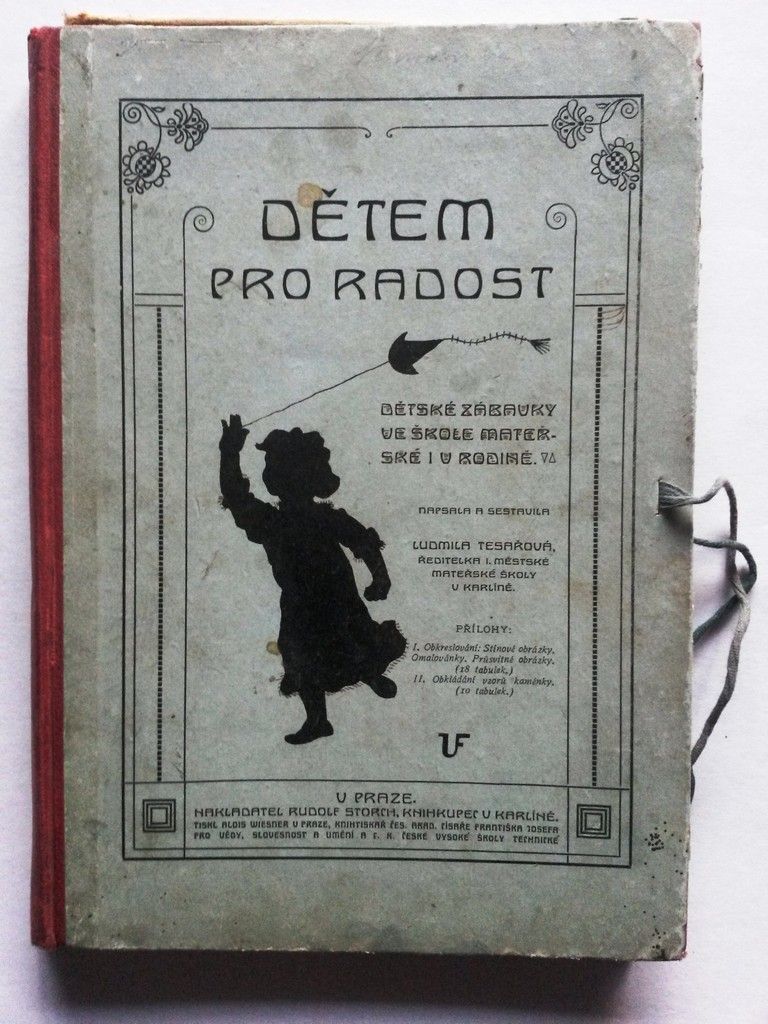 DĚTEM
PRO RADOST
DĚTSKÉ ZÁBAVKY
VE ŠKOLE MATEŘ-
SKÉ I V RODINĚ.
NAPSALA A SESTAVILA
LUDMILA TESAŘOVÁ,
ŘEDITELKA I. MĚSTSKÉ
MATEŘSKÉ ŠKOLY
V KARLÍNĚ.
PŘÍLOHY:
I. Obkreslování: Stínové obrázky.
Omalovánky. Průsvitné obrázky.
(18 tabulek.)
II. Obkládání vzorů kaménky.
(10 tabulek.)
V PRAZE.
NAKLADATEL RUDOLF STORCH, KNIHKUPEC V KARLÍNĚ.
TISKL ALOIS WIESNER V PRAZE, KNIHTISKAŘ ČES. AKAD. CÍSAŘE FRANTIŠKA JOSEFA
PRO VĚDY, SLOVESNOST A UMĚNÍ A C. K. ČESKÉ VYSOKÉ ŠKOLY TECHNICKÉ